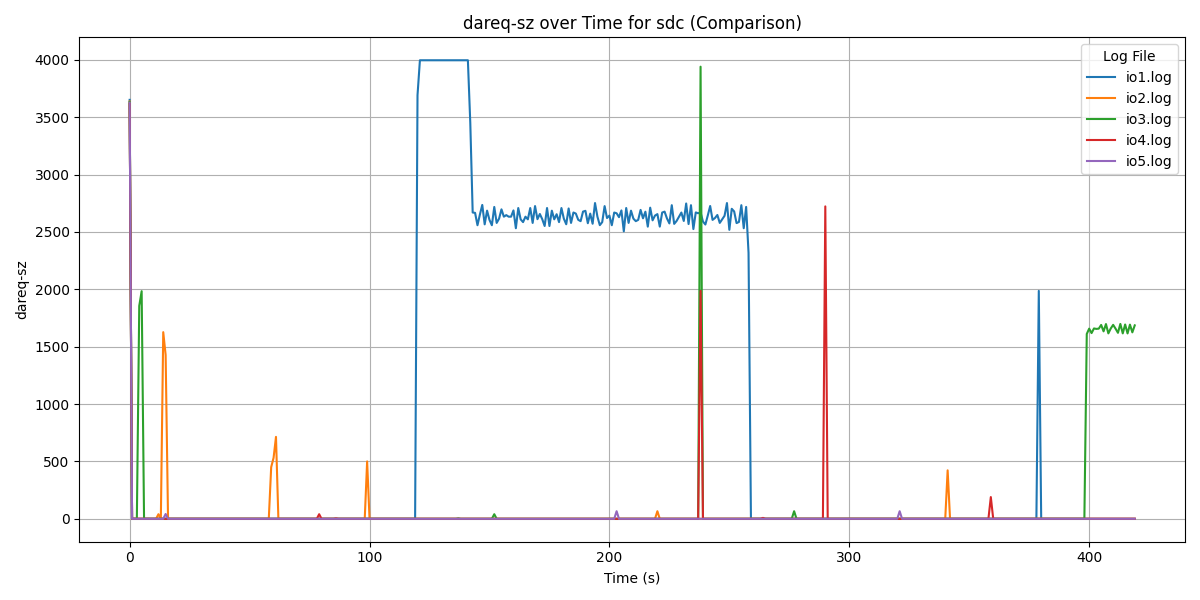 dareq-sz over Time for sdc (Comparison)
dareq-sz
4000
3500
3000
2500
2000
1500
1000
500
0
0
100
200
300
400
Time (s)
Log File
io1.log
io2.log
io3.log
io4.log
io5.log